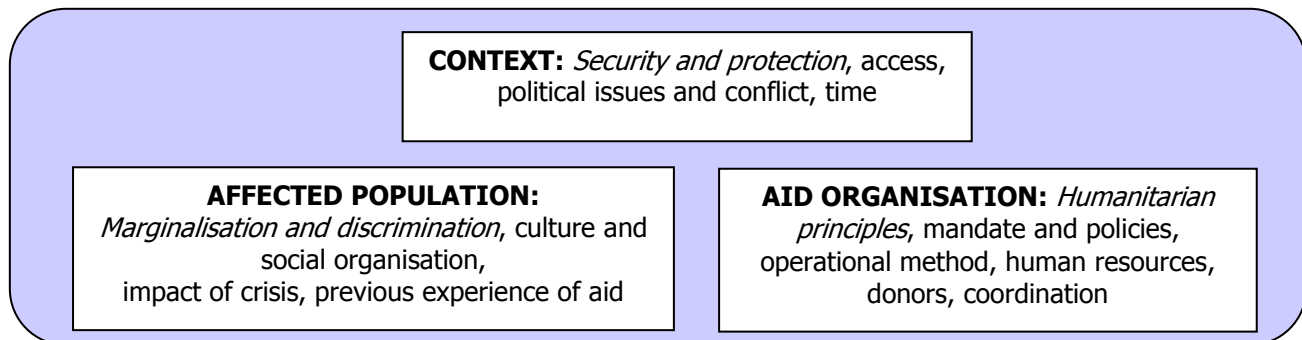 CONTEXT: Security and protection, access,
political issues and conflict, time
AFFECTED POPULATION:
Marginalisation and discrimination, culture and
social organisation,
impact of crisis, previous experience of aid
AID ORGANISATION: Humanitarian
principles, mandate and policies,
operational method, human resources,
donors, coordination